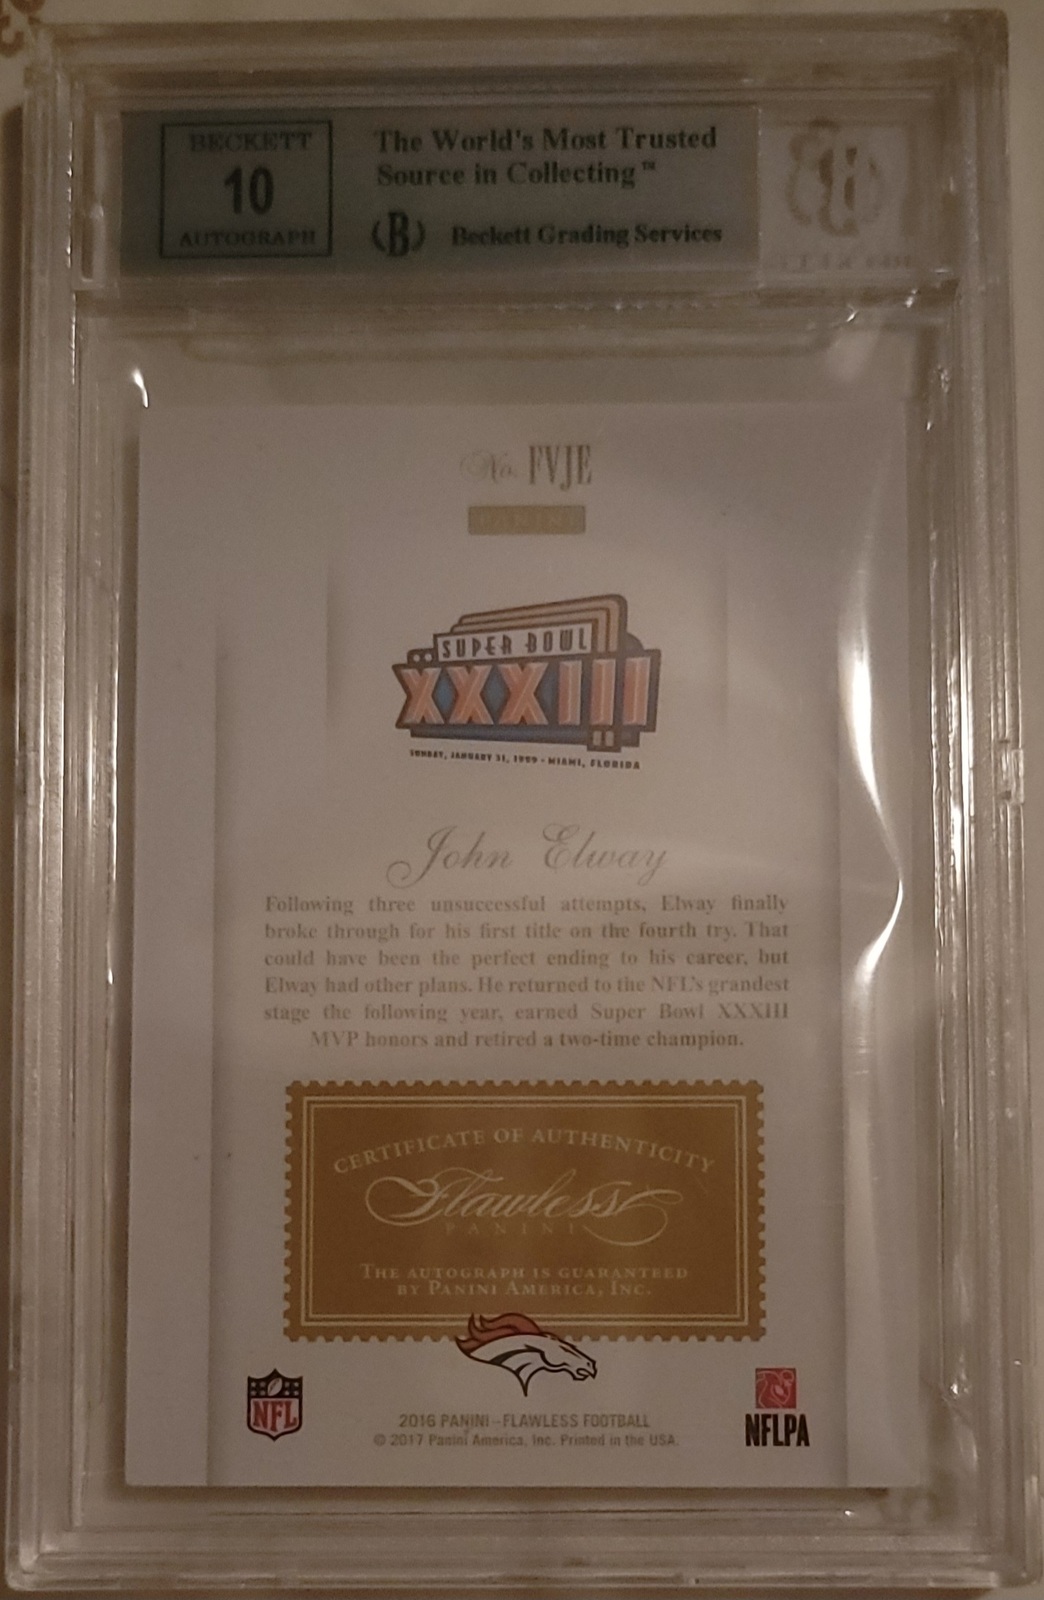 BECKETT
10
AUTOGRAPH
The World's Most Trusted
Source in Collecting™
(B) Beckett Grading Services
No. FVJE
PANINI
SUPER BOWL
XXXIII
SUNDAY, JANUARY 31, 1999 · MIAMI, FLORIDA
John Elway
Following three unsuccessful attempts, Elway finally
broke through for his first title on the fourth try. That
could have been the perfect ending to his career, but
Elway had other plans. He returned to the NFL's grandest
stage the following year, earned Super Bowl XXXIII
MVP honors and retired a two-time champion.
CERTIFICATE OF AUTHENTICITY
Flawless
PANINI
THE AUTOGRAPH IS GUARANTEED
BY PANINI AMERICA, INC.
NFL
2016 PANINI - FLAWLESS FOOTBALL
© 2017 Panini America, Inc. Printed in the USA.
NFLPA